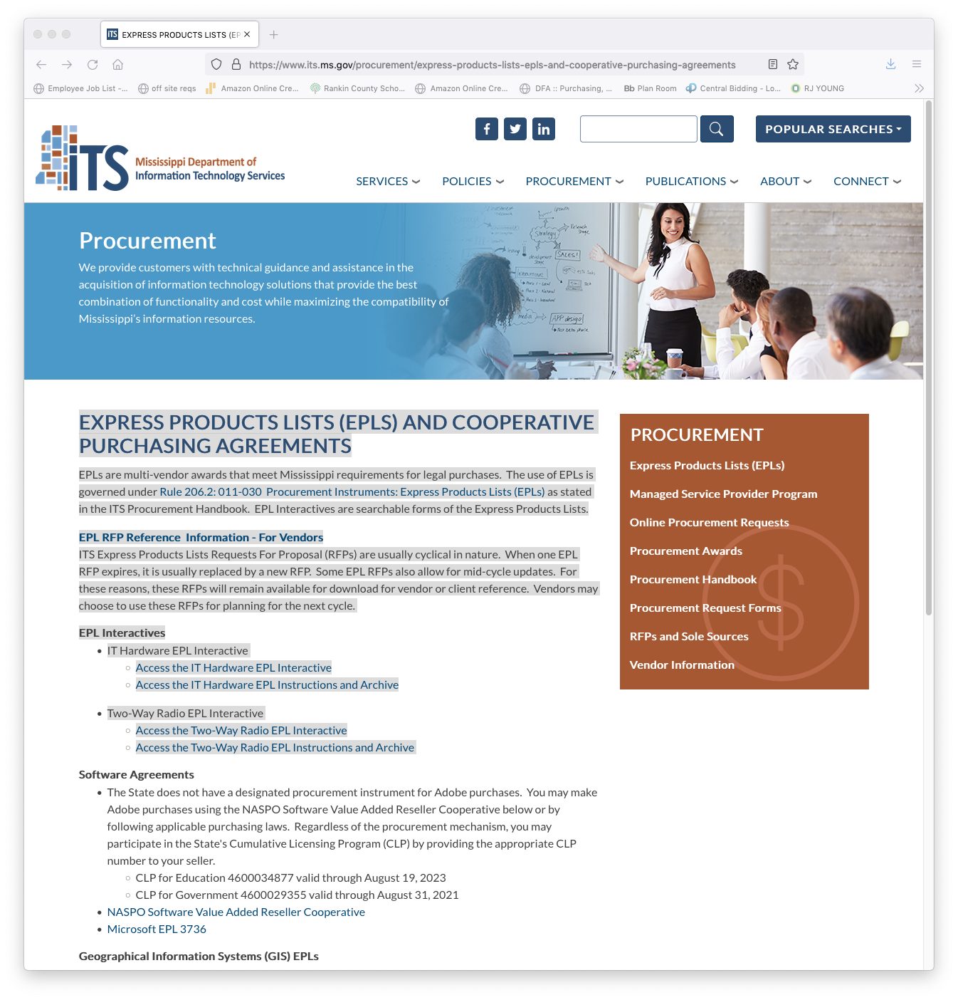 iTS EXPRESS PRODUCTS LISTS (EP
https://www.its.ms.gov/procurement/express-products-lists-epls-and-cooperative-purchasing-agreements
Employee Job List -... off site reqs Amazon Online Cre... Rankin County Scho... Amazon Online Cre... DFA :: Purchasing, ... Bb Plan Room Central Bidding - Lo... RJ YOUNG
POPULAR SEARCHES
iTS Mississippi Department of
Information Technology Services
SERVICES POLICIES PROCUREMENT PUBLICATIONS ABOUT CONNECT
Procurement
We provide customers with technical guidance and assistance in the
acquisition of information technology solutions that provide the best
combination of functionality and cost while maximizing the compatibility of
Mississippi's information resources.
Growth
Strategy
Research
SALES!
media
APP design
EXPRESS PRODUCTS LISTS (EPLS) AND COOPERATIVE
PURCHASING AGREEMENTS
EPLs are multi-vendor awards that meet Mississippi requirements for legal purchases.  The use of EPLs is
governed under Rule 206.2: 011-030  Procurement Instruments: Express Products Lists (EPLs) as stated
in the ITS Procurement Handbook.  EPL Interactives are searchable forms of the Express Products Lists.
EPL RFP Reference  Information - For Vendors
ITS Express Products Lists Requests For Proposal (RFPs) are usually cyclical in nature.  When one EPL
RFP expires, it is usually replaced by a new RFP.  Some EPL RFPs also allow for mid-cycle updates.  For
these reasons, these RFPs will remain available for download for vendor or client reference.  Vendors may
choose to use these RFPs for planning for the next cycle.
EPL Interactives
• IT Hardware EPL Interactive
○ Access the IT Hardware EPL Interactive
○ Access the IT Hardware EPL Instructions and Archive
• Two-Way Radio EPL Interactive
○ Access the Two-Way Radio EPL Interactive
○ Access the Two-Way Radio EPL Instructions and Archive
Software Agreements
• The State does not have a designated procurement instrument for Adobe purchases.  You may make
Adobe purchases using the NASPO Software Value Added Reseller Cooperative below or by
following applicable purchasing laws.  Regardless of the procurement mechanism, you may
participate in the State's Cumulative Licensing Program (CLP) by providing the appropriate CLP
number to your seller.
○ CLP for Education 4600034877 valid through August 19, 2023
○ CLP for Government 4600029355 valid through August 31, 2021
• NASPO Software Value Added Reseller Cooperative
• Microsoft EPL 3736
Geographical Information Systems (GIS) EPLs
PROCUREMENT
Express Products Lists (EPLs)
Managed Service Provider Program
Online Procurement Requests
Procurement Awards
Procurement Handbook
Procurement Request Forms
RFPs and Sole Sources
Vendor Information